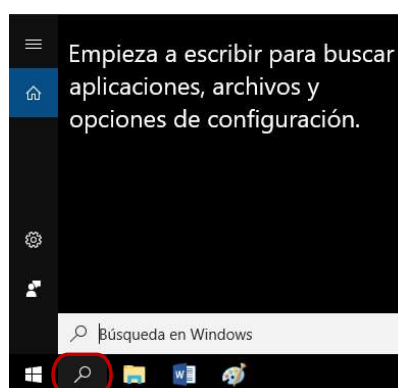 Empieza a escribir para buscar
aplicaciones, archivos y
opciones de configuración.
Búsqueda en Windows